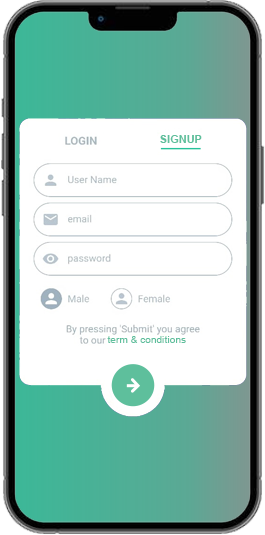 LOGIN SIGNUP
User Name
email
password
Male Female
By pressing 'Submit' you agree
to our term & conditions